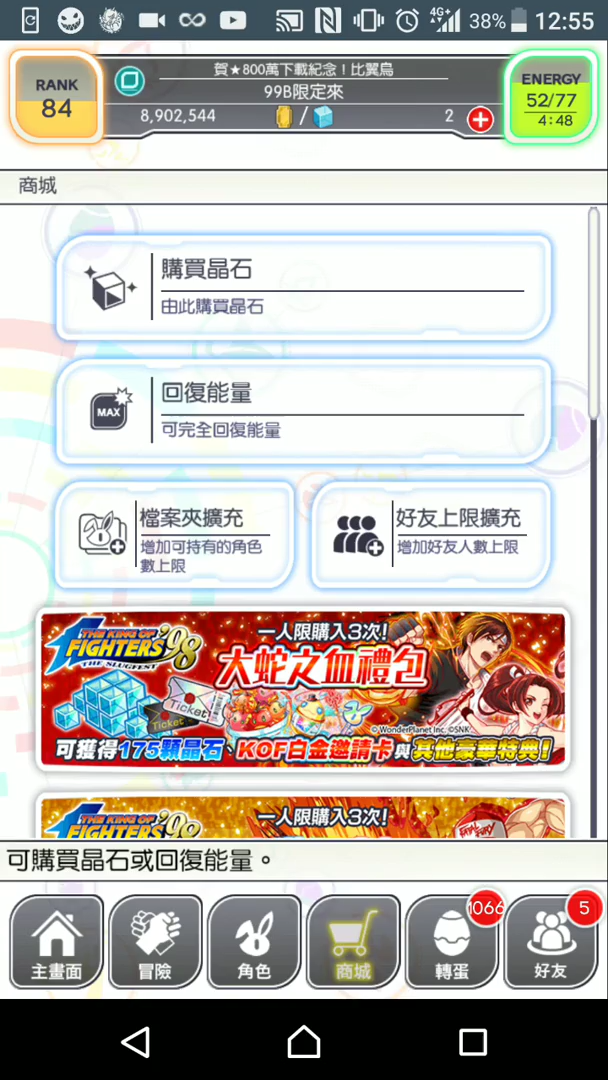 4G
38%
12:55
RANK
84
賀★800萬下載紀念！比翼鳥
99B限定來
8,902,544
/
2
ENERGY
52/77
4:48
商城
購買晶石
由此購買晶石
MAX
回復能量
可完全回復能量
檔案夾擴充
增加可持有的角色
數上限
好友上限擴充
增加好友人數上限
THE KING OF
FIGHTERS'98
THE SLUGFEST
一人限購入3次!
大蛇之血禮包
Ticket
Ticket
© WonderPlanet Inc. ©SNK.
可獲得175顆晶石、KOF白金邀請卡與其他豪華特典!
THE KING OF
FIGHTERS'98
一人限購入3次!
FATAL FURY
可購買晶石或回復能量。
1066
5
主畫面
冒險
角色
商城
轉蛋
好友